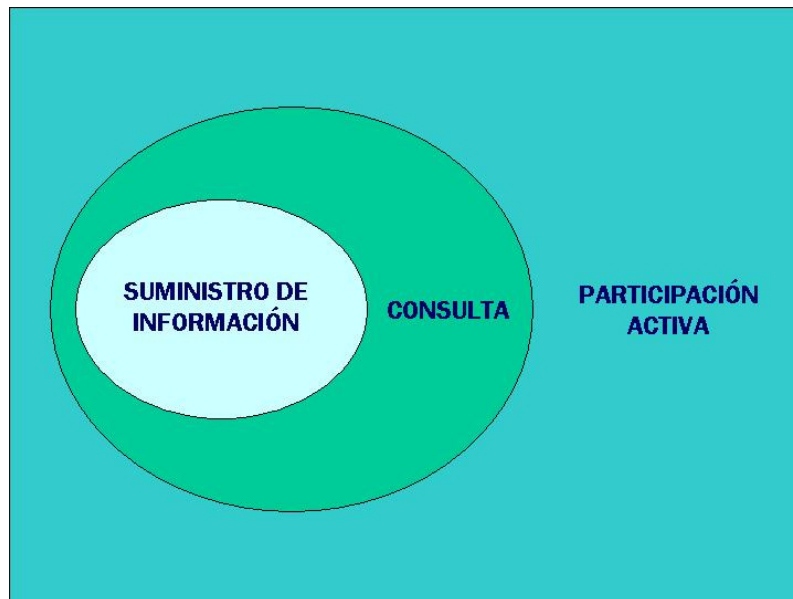 SUMINISTRO DE
INFORMACIÓN
CONSULTA
PARTICIPACIÓN
ACTIVA